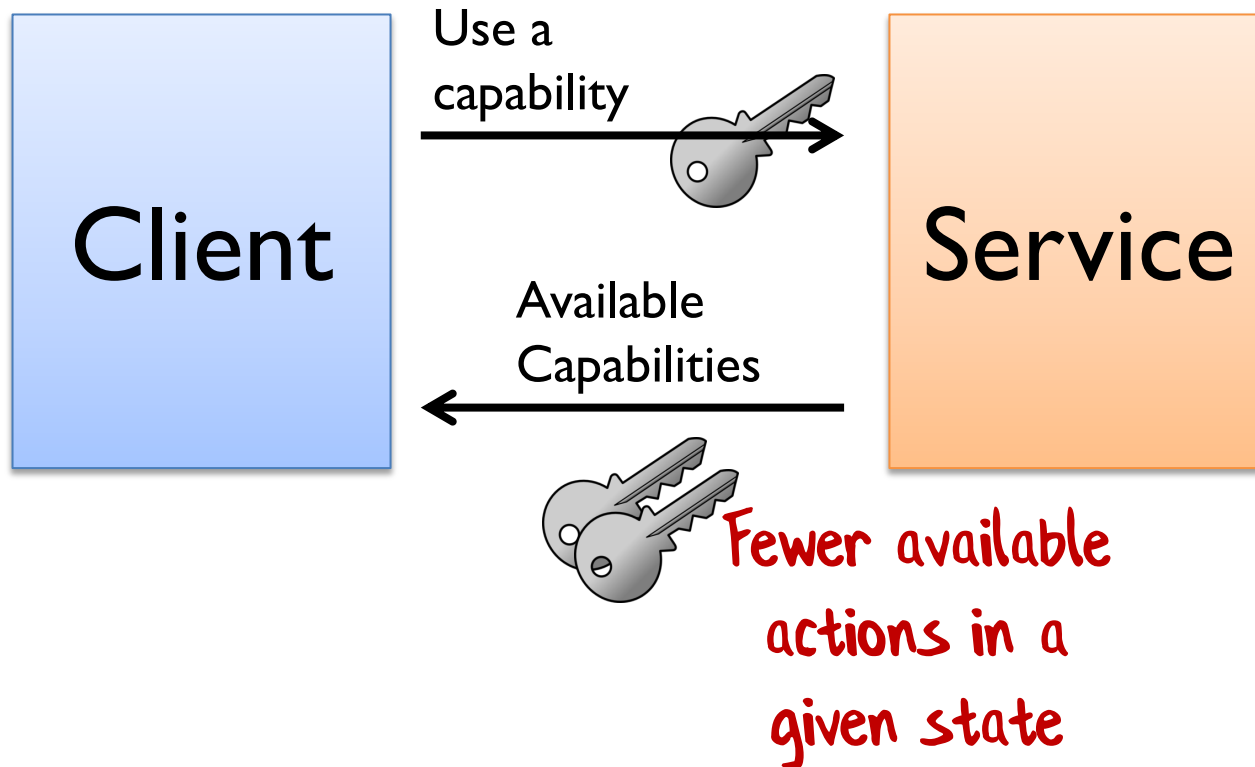 Use a
capability
Client
Service
Available
Capabilities
Fewer available
actions in a
given state